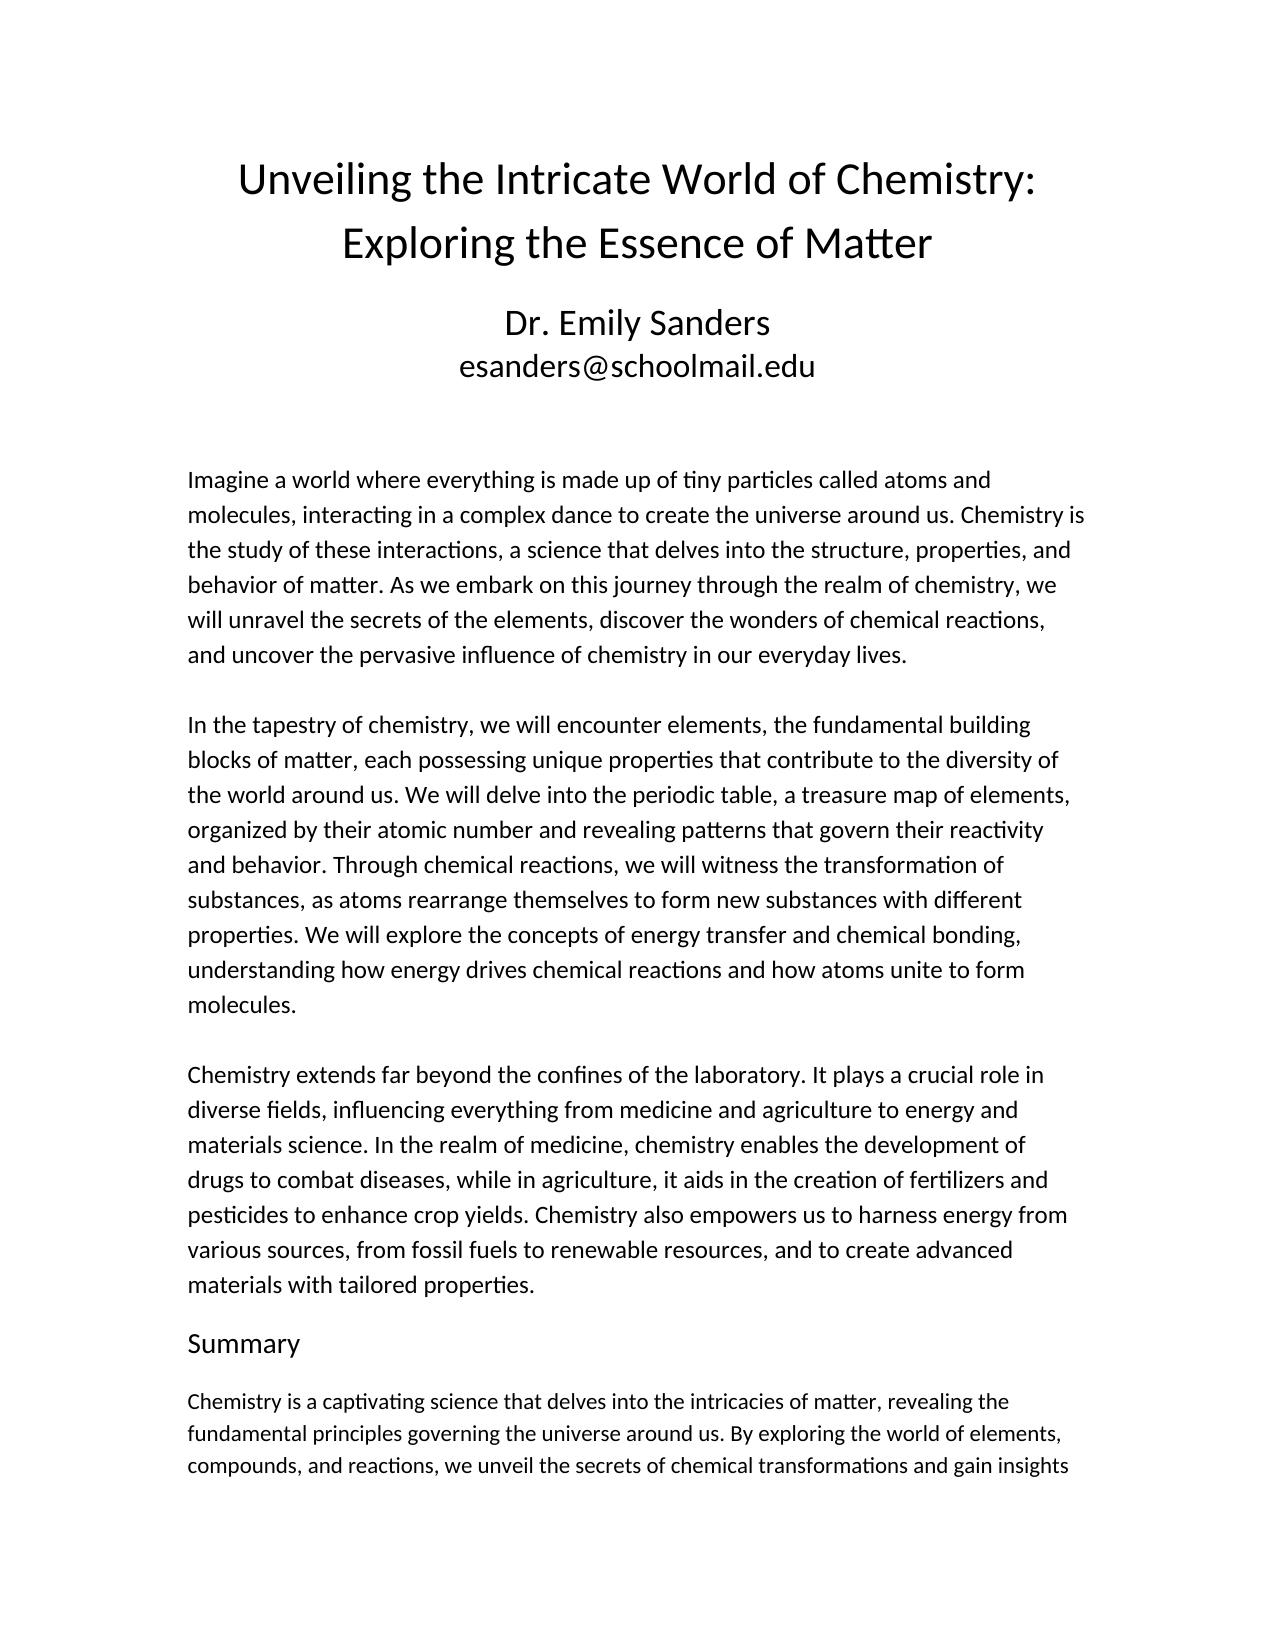 Unveiling the Intricate World of Chemistry:
Exploring the Essence of Matter
Dr. Emily Sanders
esanders@schoolmail.edu
Imagine a world where everything is made up of tiny particles called atoms and
molecules, interacting in a complex dance to create the universe around us. Chemistry is
the study of these interactions, a science that delves into the structure, properties, and
behavior of matter. As we embark on this journey through the realm of chemistry, we
will unravel the secrets of the elements, discover the wonders of chemical reactions,
and uncover the pervasive influence of chemistry in our everyday lives.
In the tapestry of chemistry, we will encounter elements, the fundamental building
blocks of matter, each possessing unique properties that contribute to the diversity of
the world around us. We will delve into the periodic table, a treasure map of elements,
organized by their atomic number and revealing patterns that govern their reactivity
and behavior. Through chemical reactions, we will witness the transformation of
substances, as atoms rearrange themselves to form new substances with different
properties. We will explore the concepts of energy transfer and chemical bonding,
understanding how energy drives chemical reactions and how atoms unite to form
molecules.
Chemistry extends far beyond the confines of the laboratory. It plays a crucial role in
diverse fields, influencing everything from medicine and agriculture to energy and
materials science. In the realm of medicine, chemistry enables the development of
drugs to combat diseases, while in agriculture, it aids in the creation of fertilizers and
pesticides to enhance crop yields. Chemistry also empowers us to harness energy from
various sources, from fossil fuels to renewable resources, and to create advanced
materials with tailored properties.
Summary
Chemistry is a captivating science that delves into the intricacies of matter, revealing the
fundamental principles governing the universe around us. By exploring the world of elements,
compounds, and reactions, we unveil the secrets of chemical transformations and gain insights